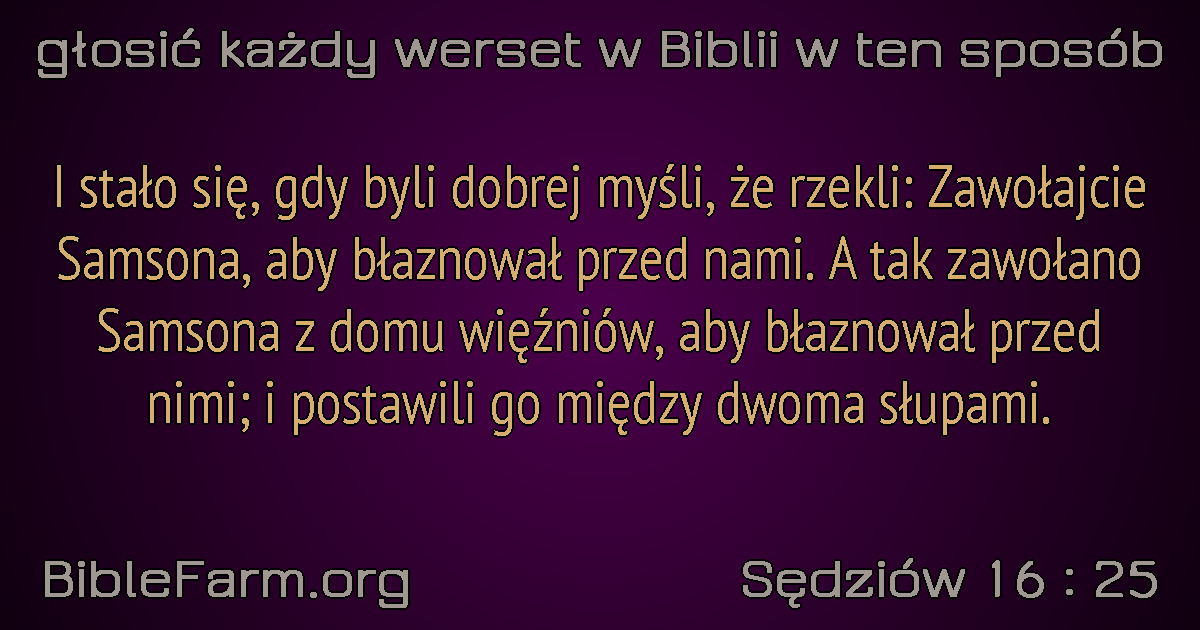 głosić każdy werset w Biblii w ten sposób
I stało się, gdy byli dobrej myśli, że rzekli: Zawołajcie
Samsona, aby błaznował przed nami. A tak zawołano
Samsona z domu więźniów, aby błaznował przed
nimi; i postawili go między dwoma słupami.
BibleFarm.org
Sędziów 16 : 25